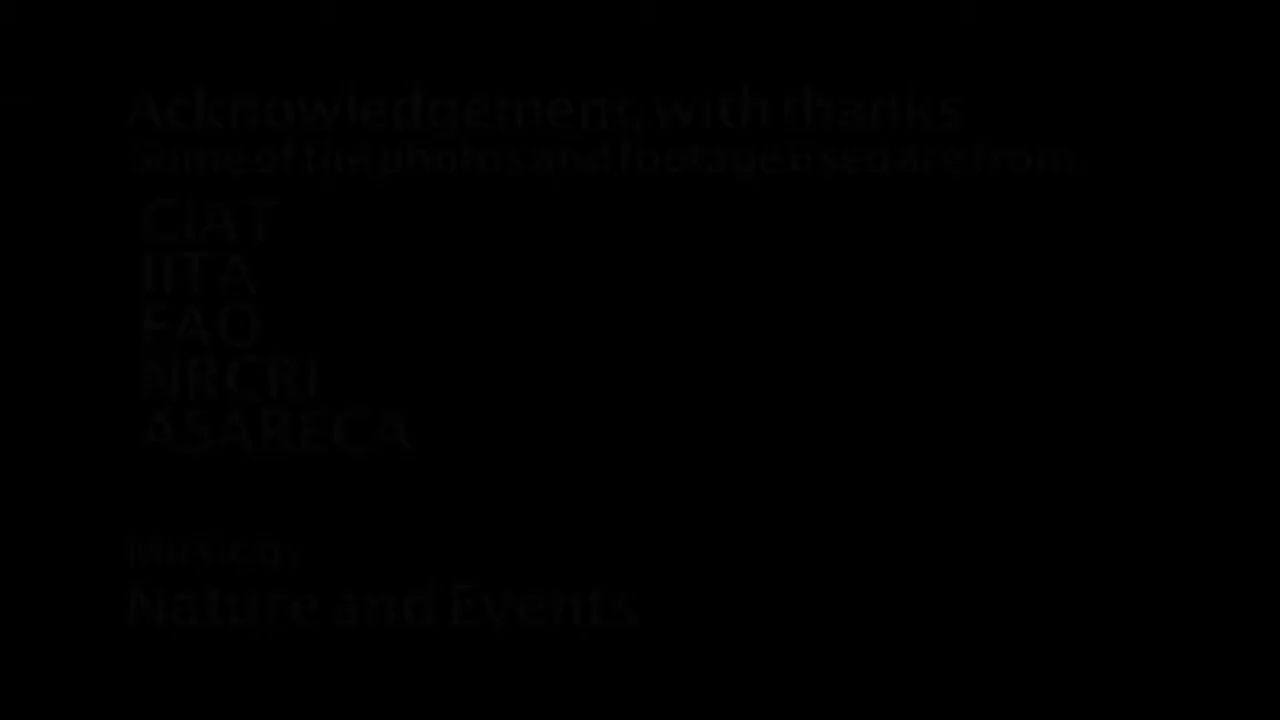 Acknowledgement, with thanks
Some of the photos and footage used are from:
CIAT
IITA
FAO
NRCRI
ASARECA
Music by
Nature and Events